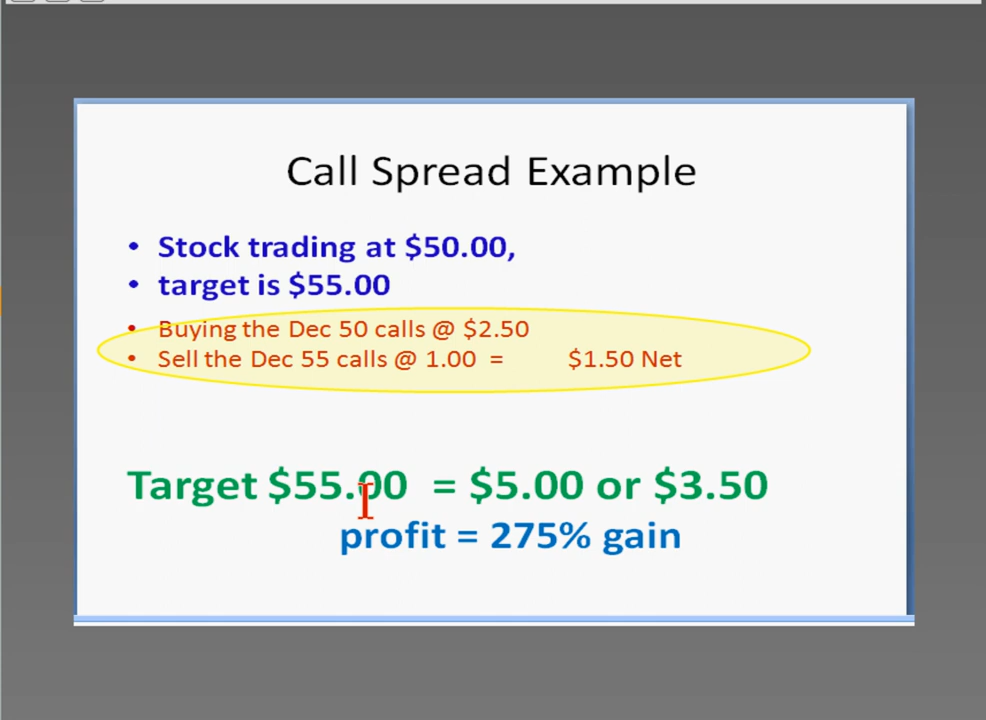 Call Spread Example
• Stock trading at $50.00,
• target is $55.00
• Buying the Dec 50 calls @ $2.50
• Sell the Dec 55 calls @ 1.00 = $1.50 Net
Target $55.00 = $5.00 or $3.50
profit = 275% gain